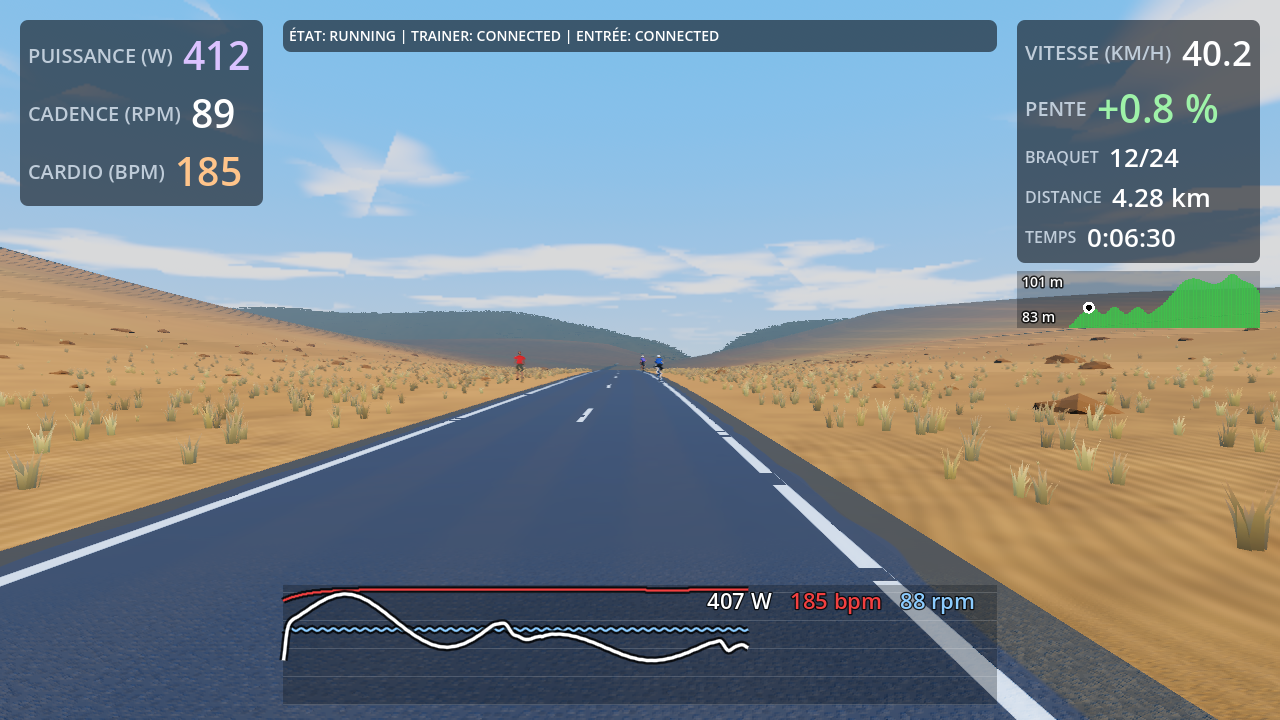 PUISSANCE (W) 412
CADENCE (RPM) 89
CARDIO (BPM) 185
ÉTAT: RUNNING | TRAINER: CONNECTED | ENTRÉE: CONNECTED
VITESSE (KM/H) 40.2
PENTE +0.8 %
BRAQUET 12/24
DISTANCE 4.28 km
TEMPS 0:06:30
101 m
83 m
407 W 185 bpm 88 rpm